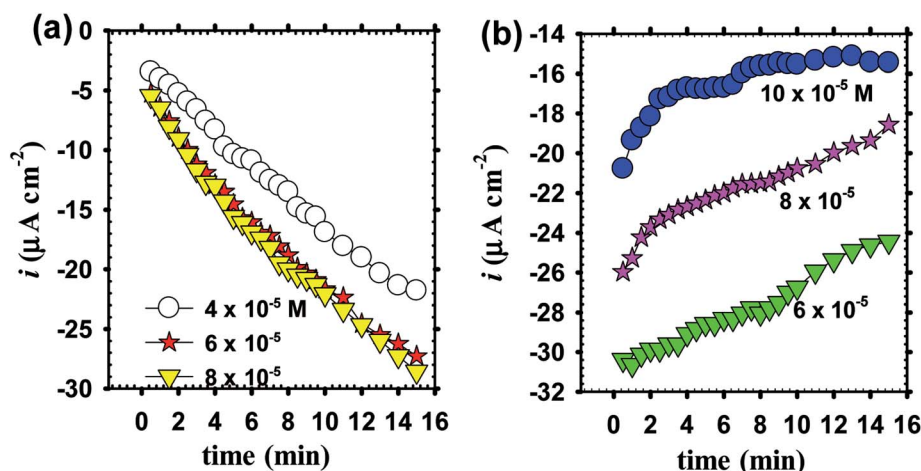 (a)
0
-5
-10
-15
-20
-25
-30
i (μ A cm⁻²)
4 x 10⁻⁵ M
6 x 10⁻⁵
8 x 10⁻⁵
0 2 4 6 8 10 12 14 16
time (min)
(b)
-14
-16
-18
-20
-22
-24
-26
-28
-30
-32
i (μ A cm⁻²)
10 x 10⁻⁵ M
8 x 10⁻⁵
6 x 10⁻⁵
0 2 4 6 8 10 12 14 16
time (min)